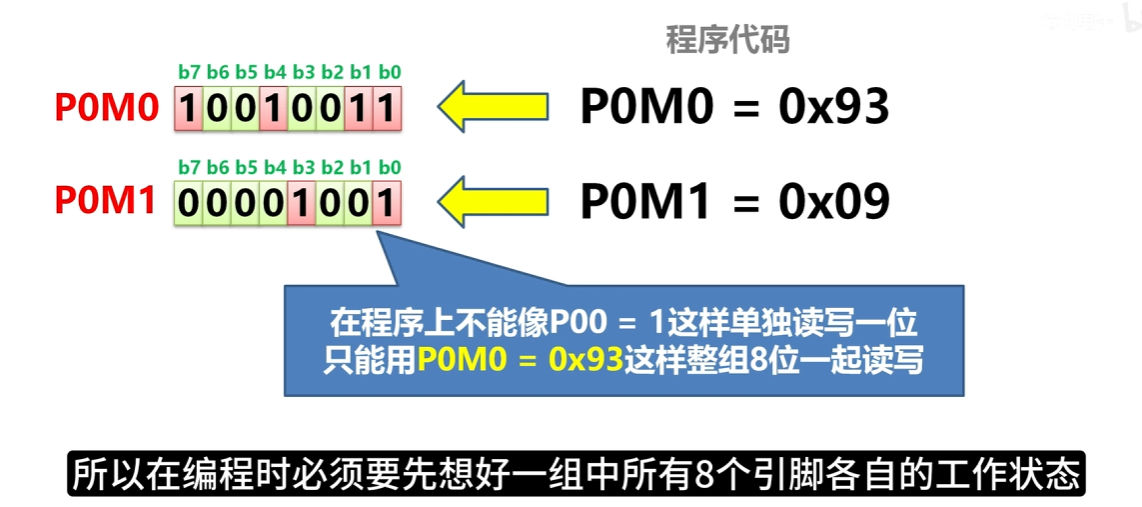 程序代码
b7 b6 b5 b4 b3 b2 b1 b0
P0M0 10010011 P0M0 = 0x93
b7 b6 b5 b4 b3 b2 b1 b0
P0M1 00001001 P0M1 = 0x09
在程序上不能像P00 = 1这样单独读写一位
只能用P0M0 = 0x93这样整组8位一起读写
所以在编程时必须要先想好一组中所有8个引脚各自的工作状态